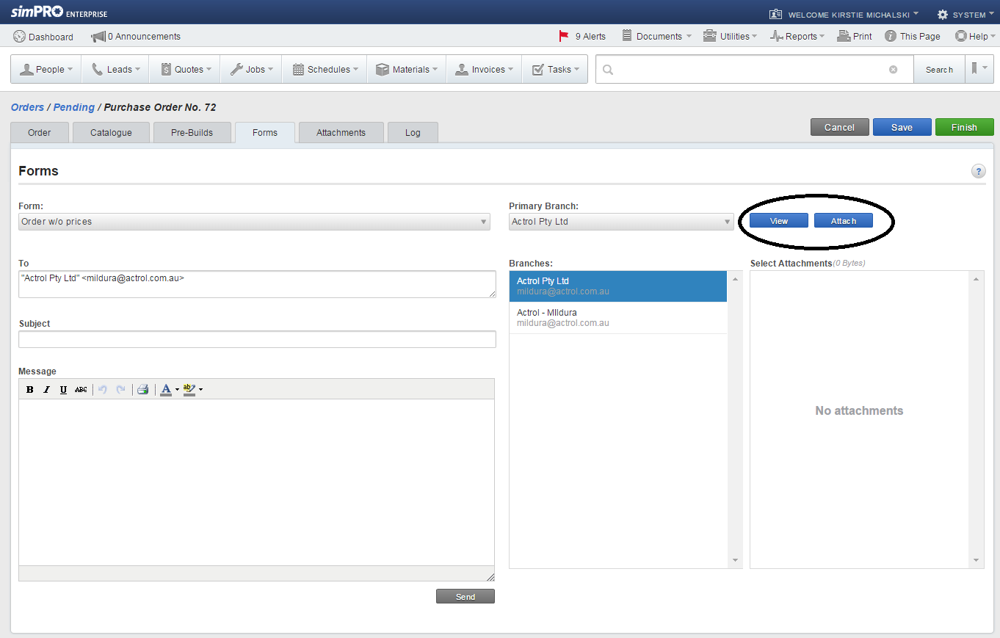 simPRO ENTERPRISE
WELCOME KIRSTIE MICHALSKI
SYSTEM
Dashboard
0 Announcements
9 Alerts
Documents
Utilities
Reports
Print
This Page
Help
People
Leads
Quotes
Jobs
Schedules
Materials
Invoices
Tasks
Search
Orders / Pending / Purchase Order No. 72
Order
Catalogue
Pre-Builds
Forms
Attachments
Log
Cancel
Save
Finish
Forms
?
Form:
Order w/o prices
Primary Branch:
Actrol Pty Ltd
View
Attach
To
"Actrol Pty Ltd" <mildura@actrol.com.au>
Branches:
Actrol Pty Ltd
mildura@actrol.com.au
Actrol - MIldura
mildura@actrol.com.au
Select Attachments(0 Bytes)
No attachments
Subject
Message
B I U ABC A ab
Send